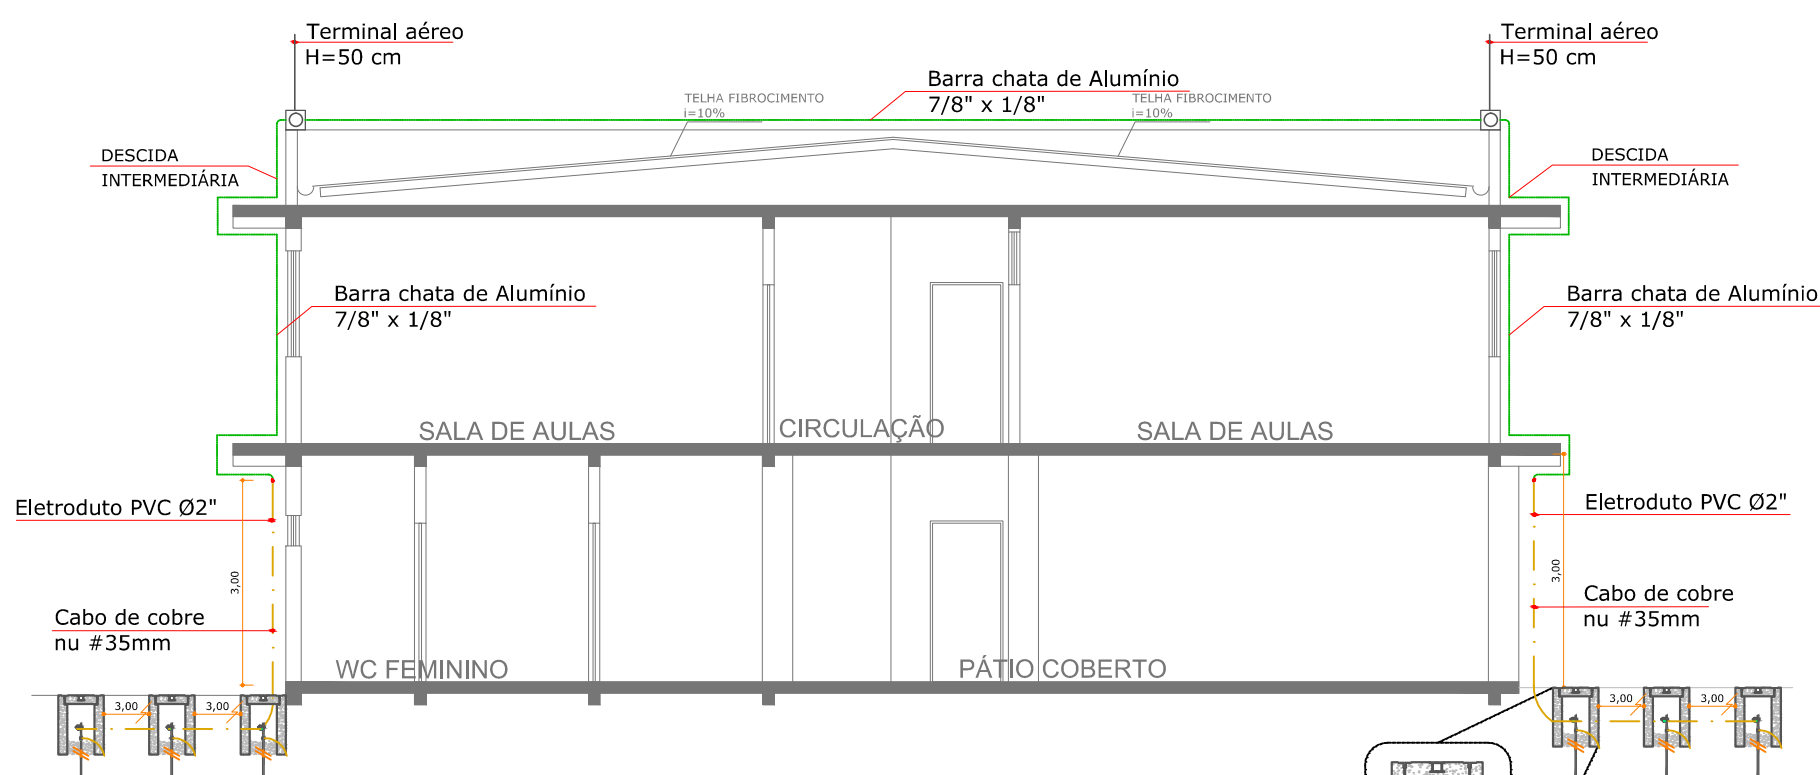 Terminal aéreo
H=50 cm
Terminal aéreo
H=50 cm
Barra chata de Alumínio
7/8" x 1/8"
TELHA FIBROCIMENTO
i=10%
TELHA FIBROCIMENTO
i=10%
DESCIDA
INTERMEDIÁRIA
DESCIDA
INTERMEDIÁRIA
Barra chata de Alumínio
7/8" x 1/8"
Barra chata de Alumínio
7/8" x 1/8"
SALA DE AULAS
CIRCULAÇÃO
SALA DE AULAS
Eletroduto PVC Ø2"
Eletroduto PVC Ø2"
3,00
3,00
Cabo de cobre
nu #35mm
Cabo de cobre
nu #35mm
WC FEMININO
PÁTIO COBERTO
3,00
3,00
3,00
3,00